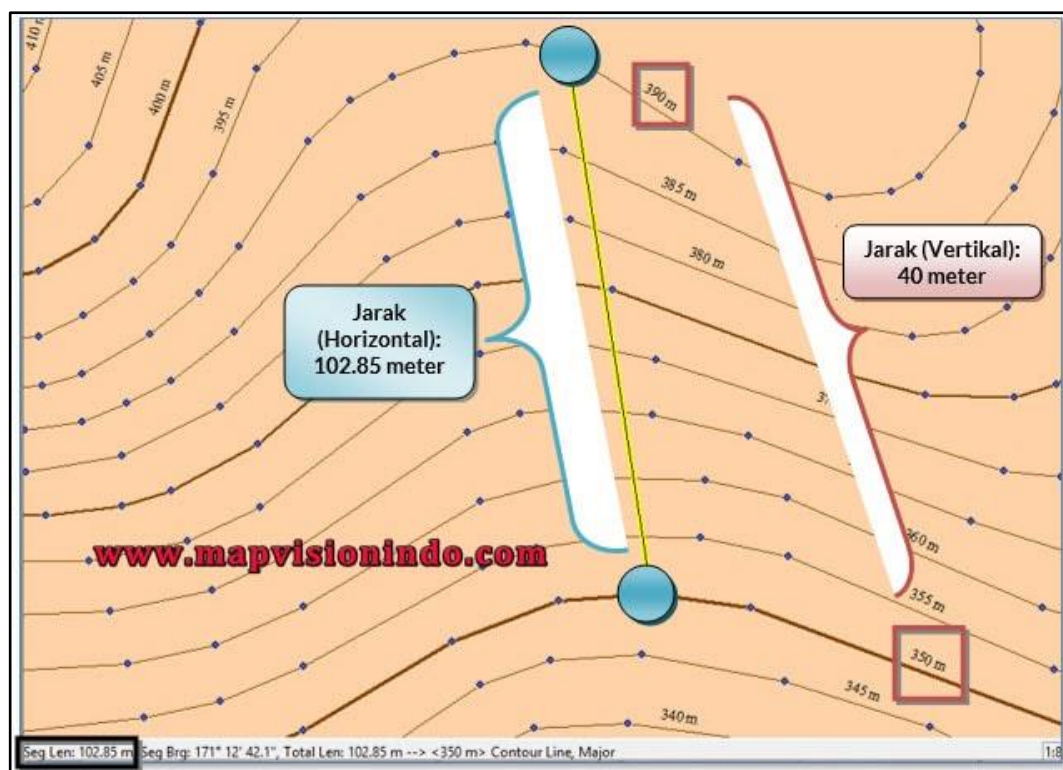 410 m
405 m
400 m
395 m
390 m
385 m
380 m
Jarak (Vertikal):
40 meter
Jarak
(Horizontal):
102.85 meter
www.mapvisionindo.com
360 m
355 m
350 m
345 m
340 m
Seg Len: 102.85 m Seg Brg: 171° 12' 42.1", Total Len: 102.85 m --> <350 m> Contour Line, Major
1:8